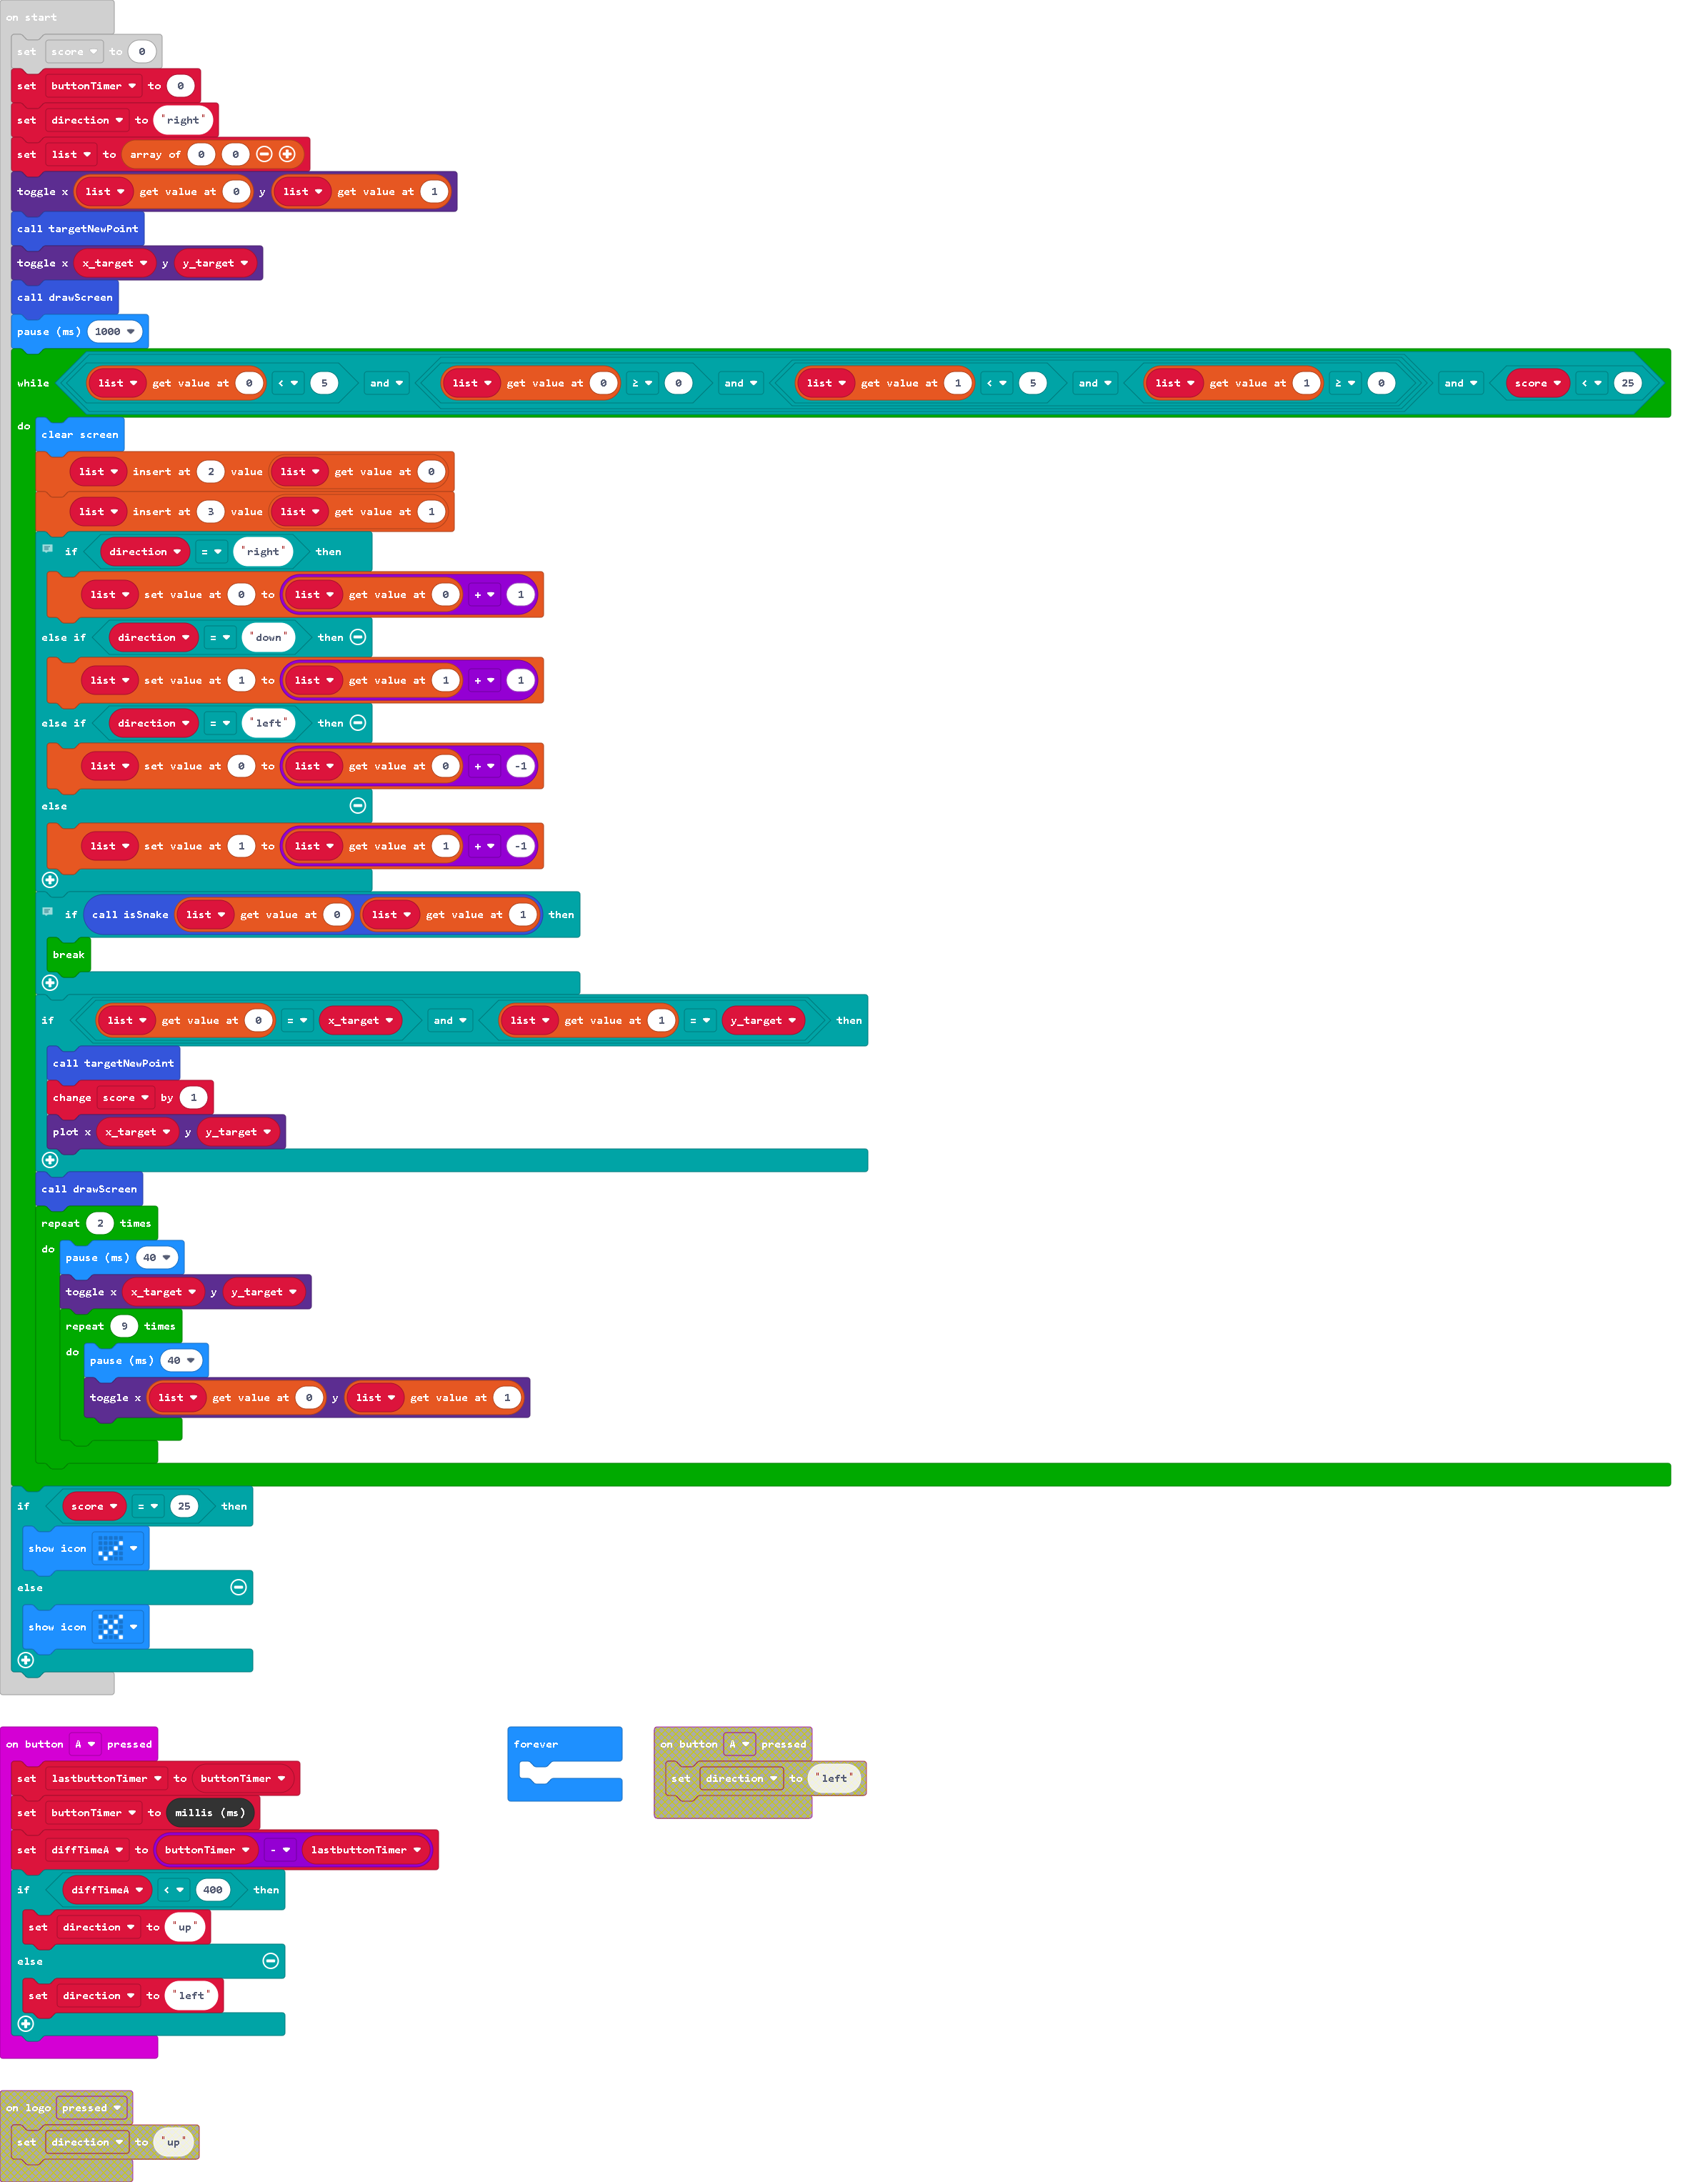 on start
set score to 0
set buttonTimer to 0
set direction to "right"
set list to array of 0 0
toggle x list get value at 0 y list get value at 1
call targetNewPoint
toggle x x_target y y_target
call drawScreen
pause (ms) 1000
while list get value at 0 < 5 and list get value at 0 ≥ 0 and list get value at 1 < 5 and list get value at 1 ≥ 0 and score < 25
do
clear screen
list insert at 2 value list get value at 0
list insert at 3 value list get value at 1
if direction = "right" then
list set value at 0 to list get value at 0 + 1
else if direction = "down" then
list set value at 1 to list get value at 1 + 1
else if direction = "left" then
list set value at 0 to list get value at 0 + -1
else
list set value at 1 to list get value at 1 + -1
if call isSnake list get value at 0 list get value at 1 then
break
if list get value at 0 = x_target and list get value at 1 = y_target then
call targetNewPoint
change score by 1
plot x x_target y y_target
call drawScreen
repeat 2 times
do
pause (ms) 40
toggle x x_target y y_target
repeat 9 times
do
pause (ms) 40
toggle x list get value at 0 y list get value at 1
if score = 25 then
show icon
else
show icon
on button A pressed
set lastbuttonTimer to buttonTimer
set buttonTimer to millis (ms)
set diffTimeA to buttonTimer - lastbuttonTimer
if diffTimeA < 400 then
set direction to "up"
else
set direction to "left"
forever
on button A pressed
set direction to "left"
on logo pressed
set direction to "up"